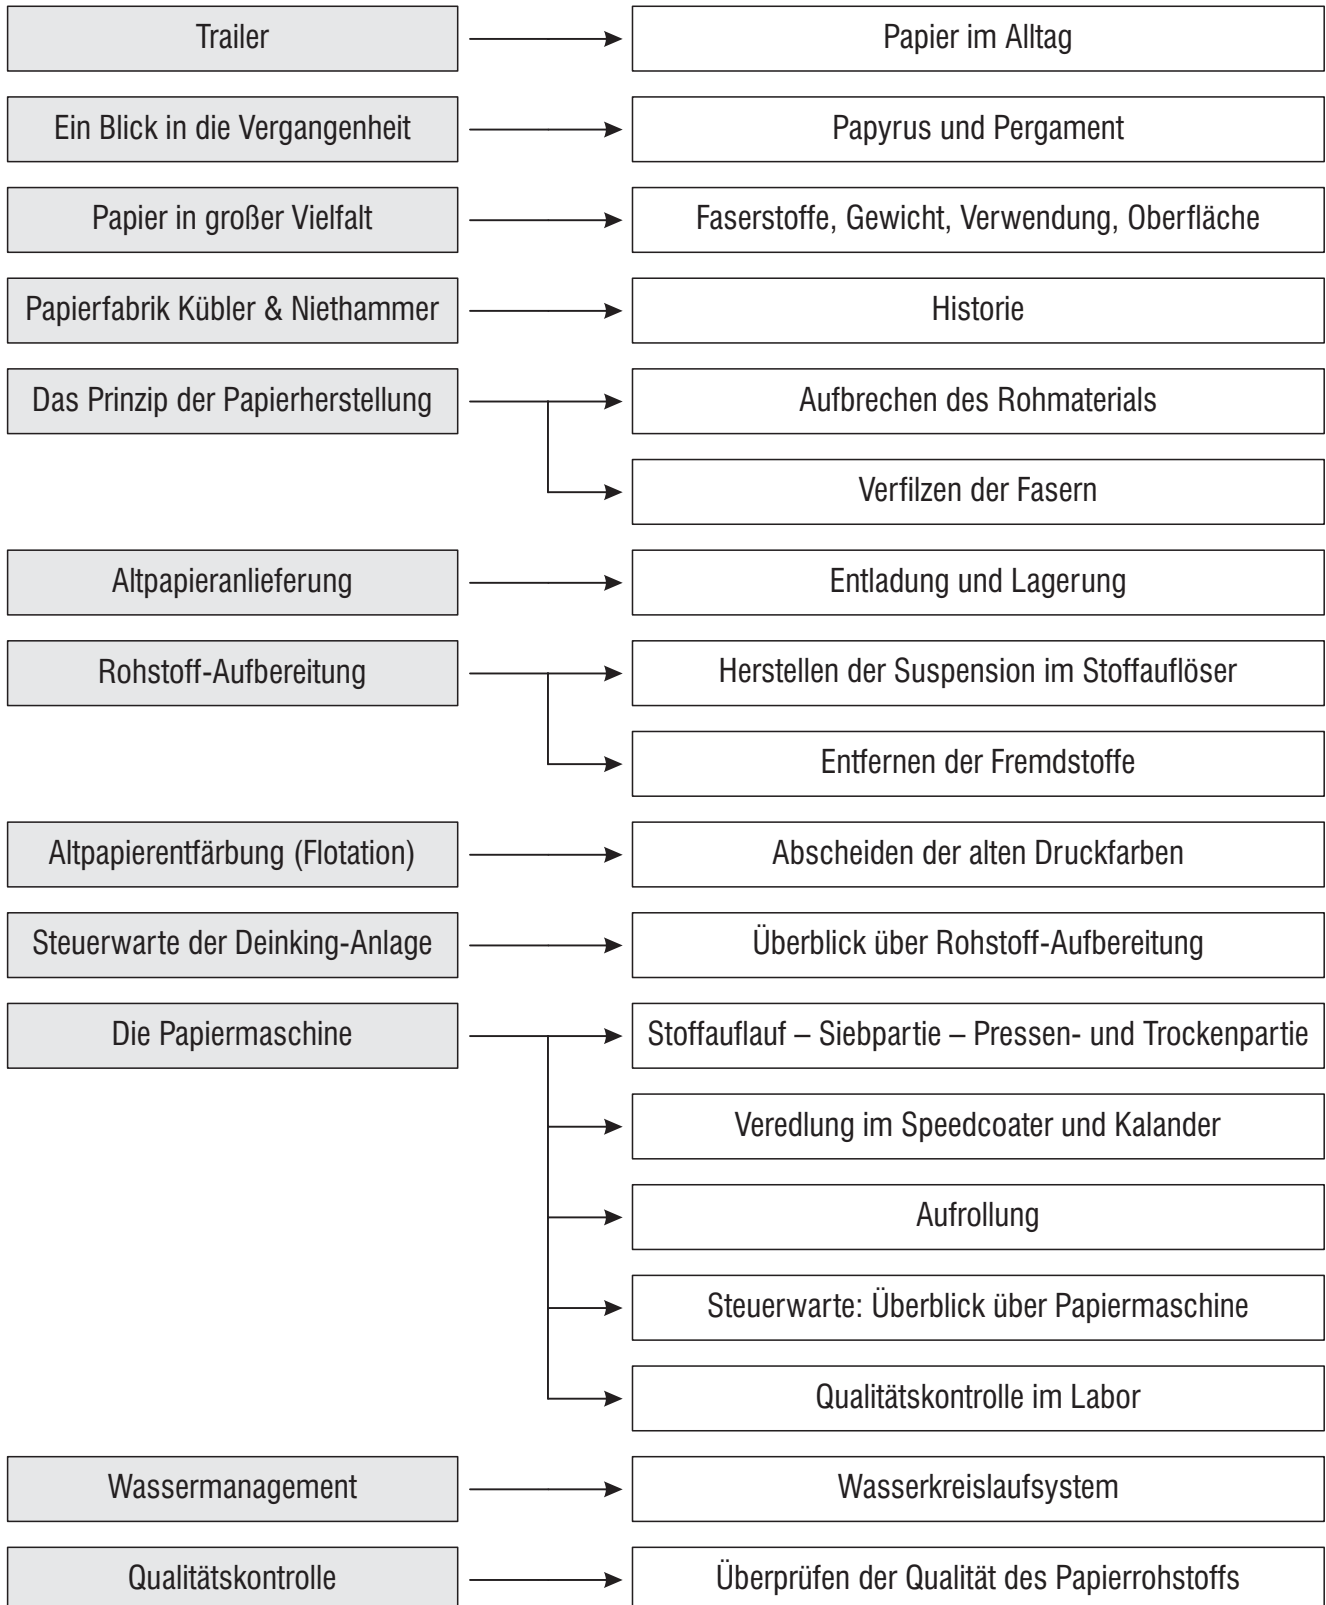 Trailer
Papier im Alltag
Ein Blick in die Vergangenheit
Papyrus und Pergament
Papier in großer Vielfalt
Faserstoffe, Gewicht, Verwendung, Oberfläche
Papierfabrik Kübler & Niethammer
Historie
Das Prinzip der Papierherstellung
Aufbrechen des Rohmaterials
Verfilzen der Fasern
Altpapieranlieferung
Entladung und Lagerung
Rohstoff-Aufbereitung
Herstellen der Suspension im Stoffauflöser
Entfernen der Fremdstoffe
Altpapierentfärbung (Flotation)
Abscheiden der alten Druckfarben
Steuerwarte der Deinking-Anlage
Überblick über Rohstoff-Aufbereitung
Die Papiermaschine
Stoffauflauf – Siebpartie – Pressen- und Trockenpartie
Veredlung im Speedcoater und Kalander
Aufrollung
Steuerwarte: Überblick über Papiermaschine
Qualitätskontrolle im Labor
Wassermanagement
Wasserkreislaufsystem
Qualitätskontrolle
Überprüfen der Qualität des Papierrohstoffs